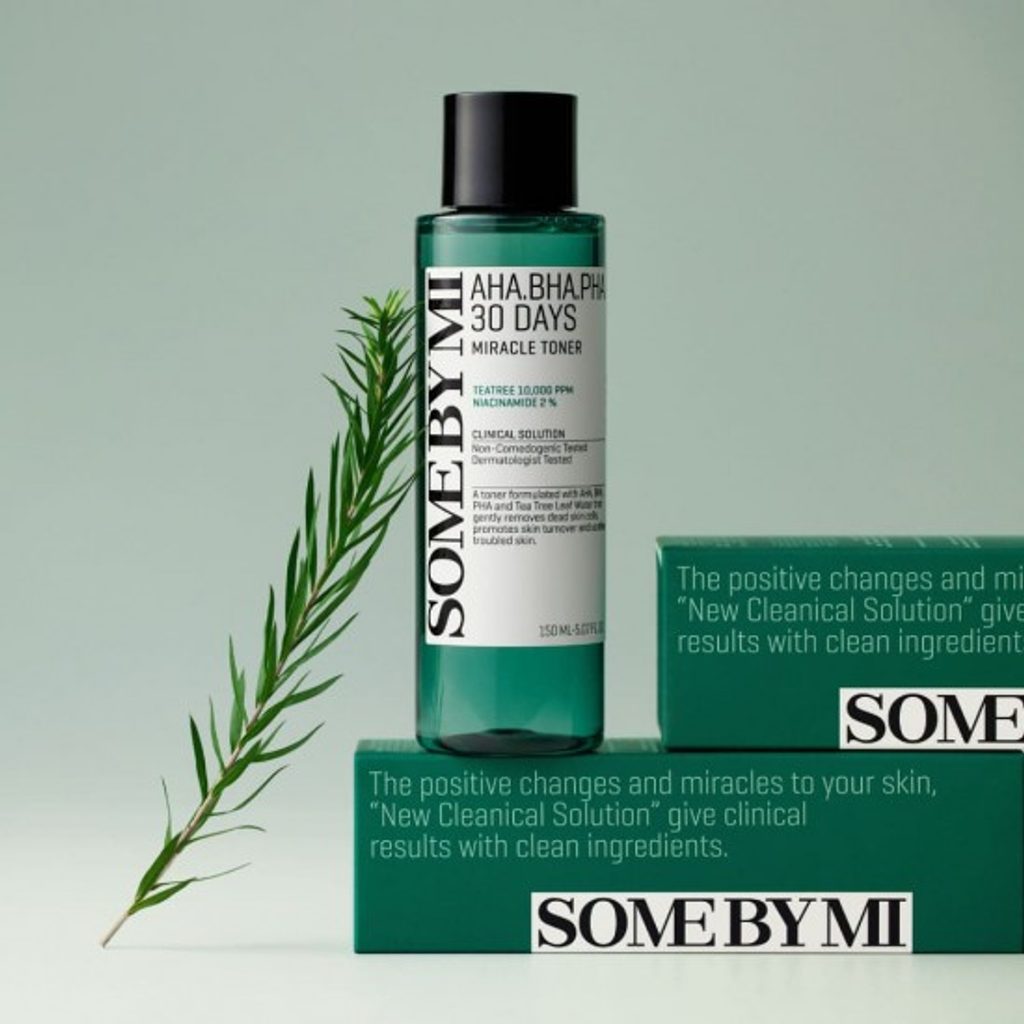 SOME BY MI
AHA.BHA.PHA
30 DAYS
MIRACLE TONER
TEATREE 10,000 PPM
NIACINAMIDE 2 %
CLINICAL SOLUTION
Non-Comedogenic Tested
Dermatologist Tested
A toner formulated with AHA, BHA,
PHA and Tea Tree Leaf Water that
gently removes dead skin cells,
promotes skin turnover and
troubled skin.
150 ML-5.07 FL
The positive changes and mi
"New Cleanical Solution" give
results with clean ingredient
SOME
The positive changes and miracles to your skin,
"New Cleanical Solution" give clinical
results with clean ingredients.
SOME BY MI